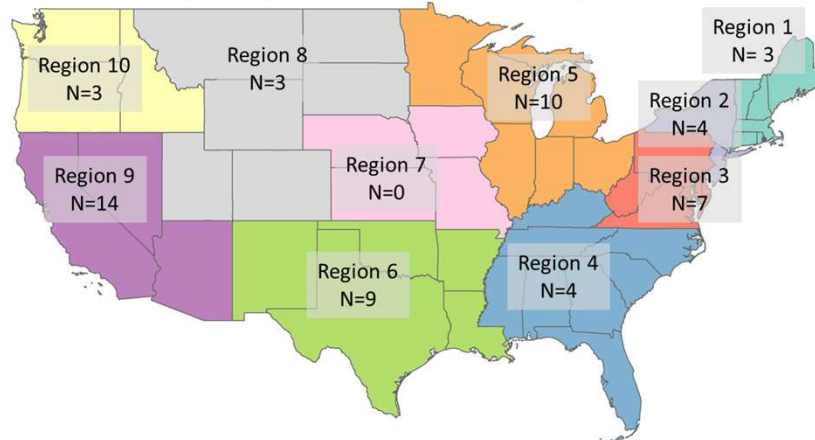 Region 1
N= 3
Region 10
N=3
Region 8
N=3
Region 5
N=10
Region 2
N=4
Region 9
N=14
Region 7
N=0
Region 3
N=7
Region 6
N=9
Region 4
N=4